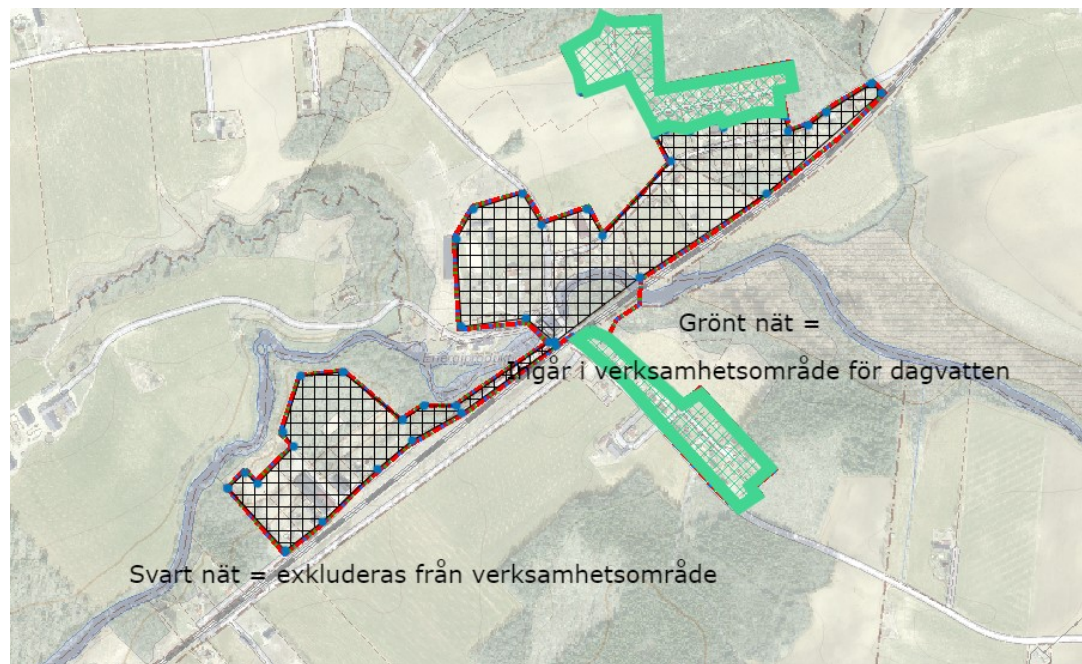 Grönt nät =
Ingår i verksamhetsområde för dagvatten
Svart nät = exkluderas från verksamhetsområde